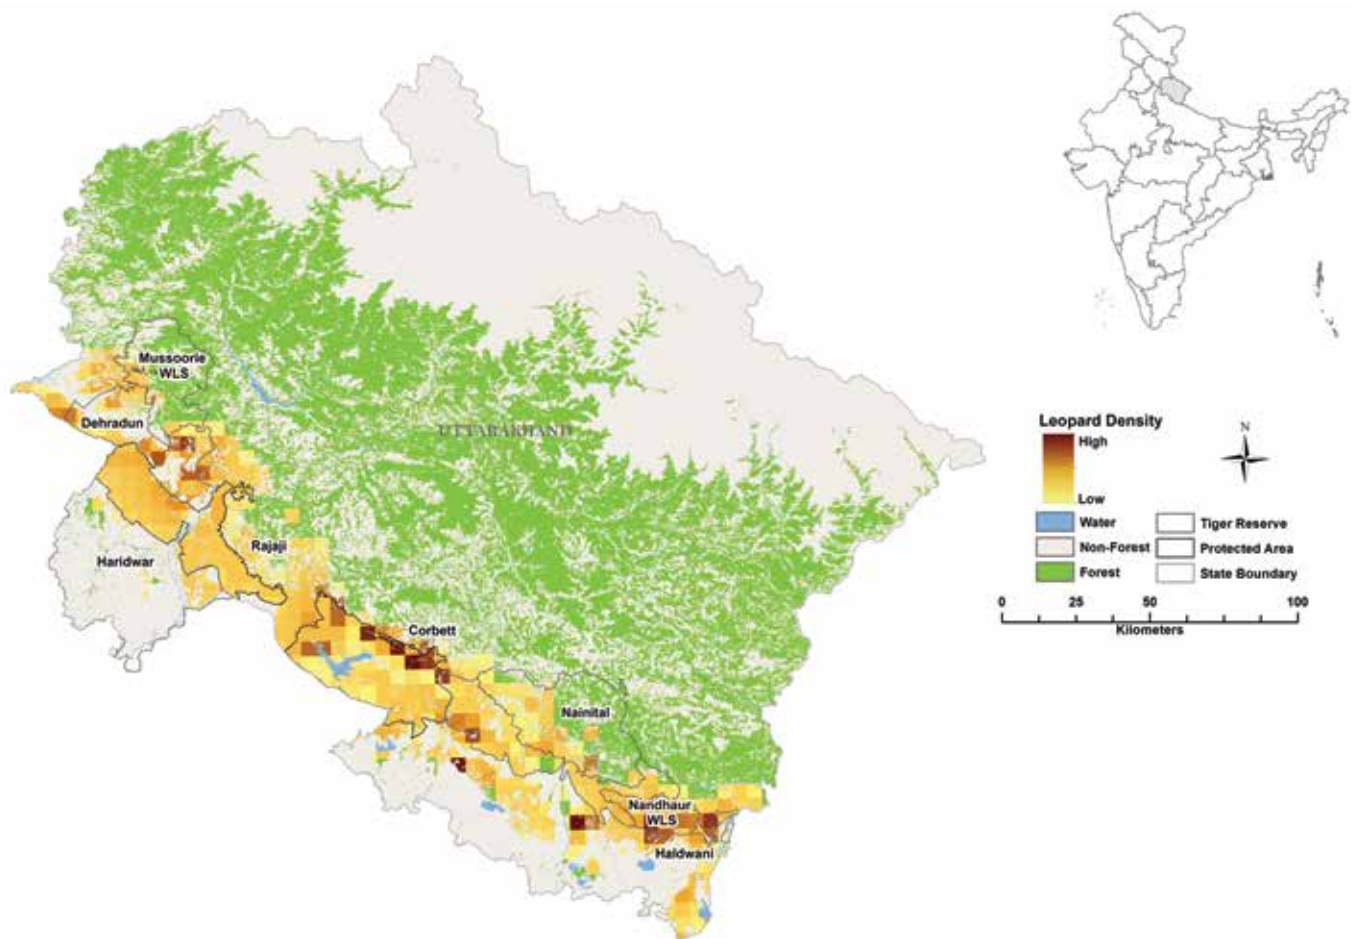 Mussoorie
WLS
Dehradun
UTTARAKHAND
Haridwar
Rajaji
Corbett
Nainital
Nandhaur
WLS
Haldwani
Leopard Density
High
Low
Water
Non-Forest
Forest
N
Tiger Reserve
Protected Area
State Boundary
0 25 50 100
Kilometers